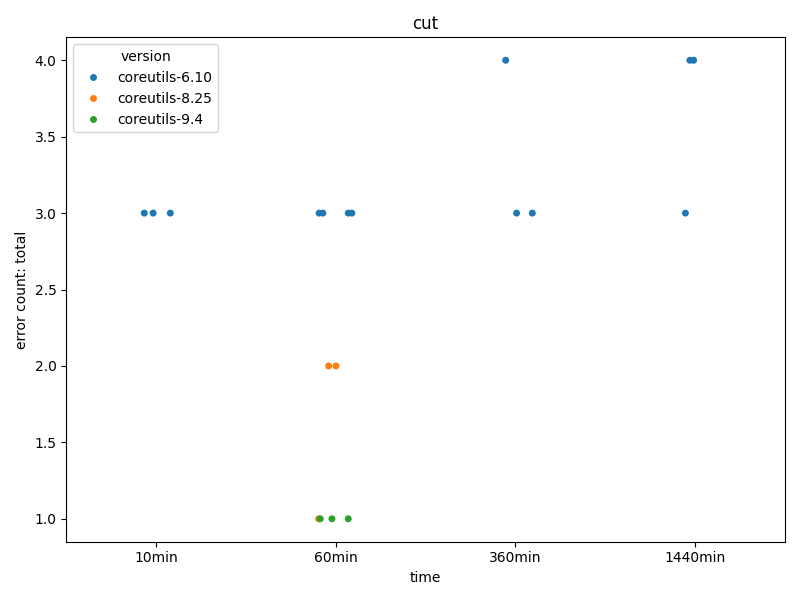 cut
version
coreutils-6.10
coreutils-8.25
coreutils-9.4
error count: total
4.0
3.5
3.0
2.5
2.0
1.5
1.0
10min
60min
360min
1440min
time